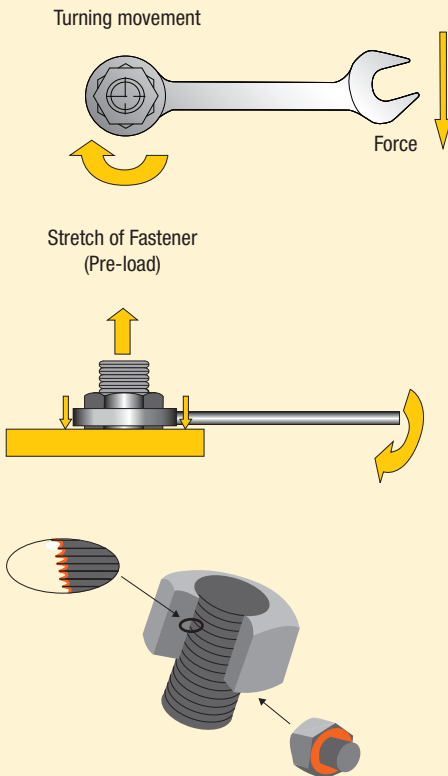 Turning movement
Force
Stretch of Fastener
(Pre-load)